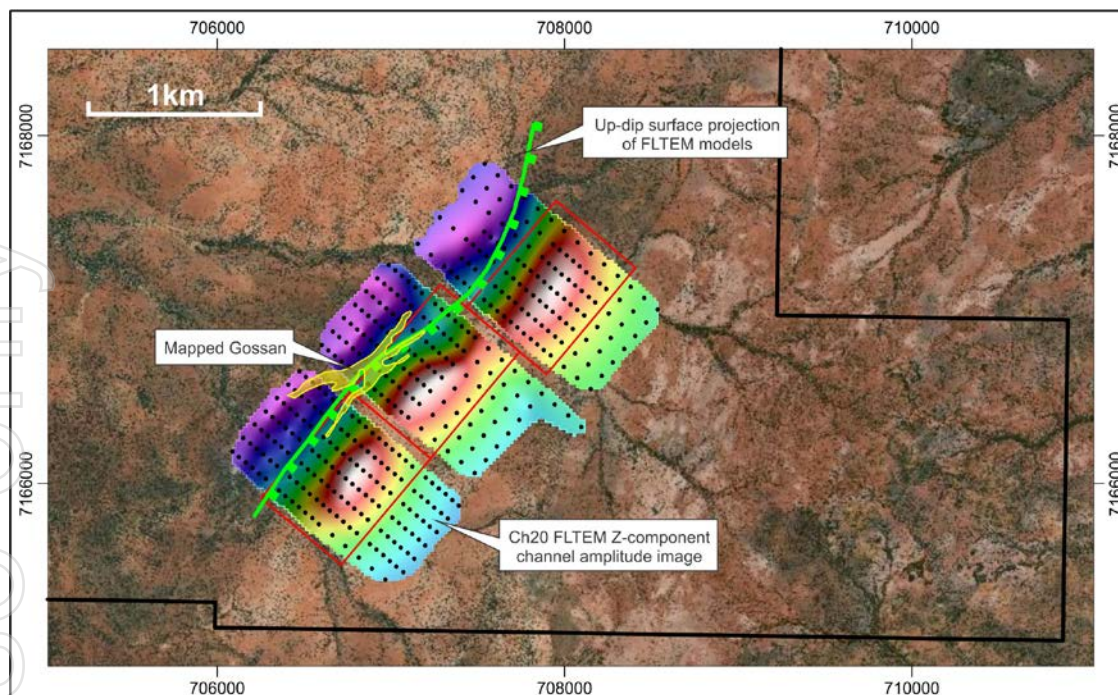 706000 708000 710000
1km
Up-dip surface projection
of FLTEM models
7168000 7168000
Mapped Gossan
7166000 7166000
Ch20 FLTEM Z-component
channel amplitude image
706000 708000 710000